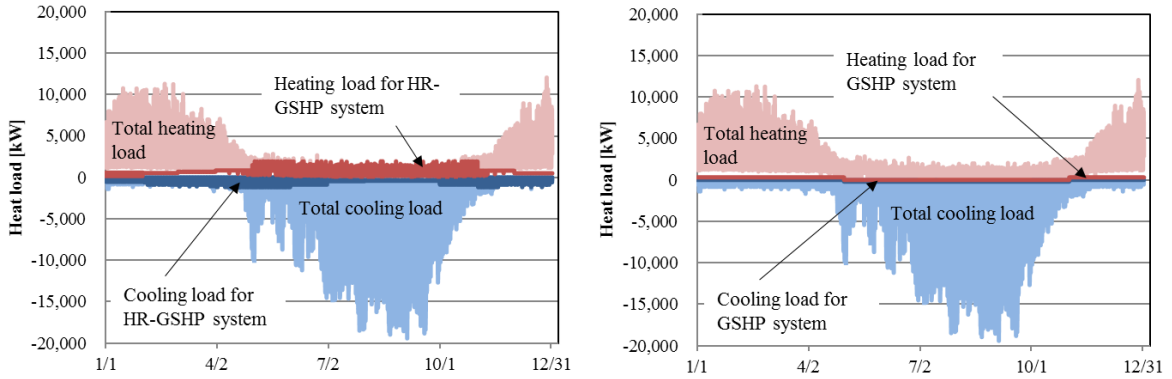 20,000
15,000
10,000
5,000
0
-5,000
-10,000
-15,000
-20,000
Heat load [kW]
Heating load for HR-
GSHP system
Total heating
load
Total cooling load
Cooling load for
HR-GSHP system
1/1
4/2
7/2
10/1
12/31
20,000
15,000
10,000
5,000
0
-5,000
-10,000
-15,000
-20,000
Heat load [kW]
Heating load for
GSHP system
Total heating
load
Total cooling load
Cooling load for
GSHP system
1/1
4/2
7/2
10/1
12/31